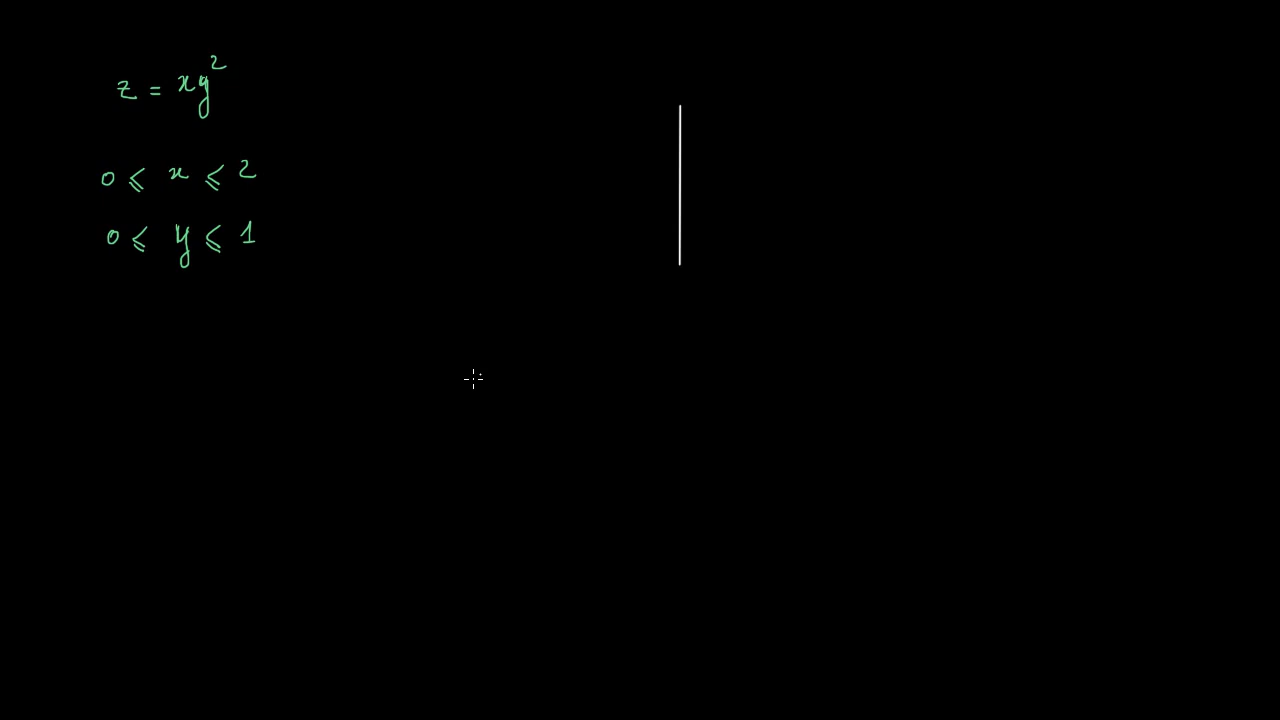 z = xy²
0 ⩽ x ⩽ 2
0 ⩽ y ⩽ 1